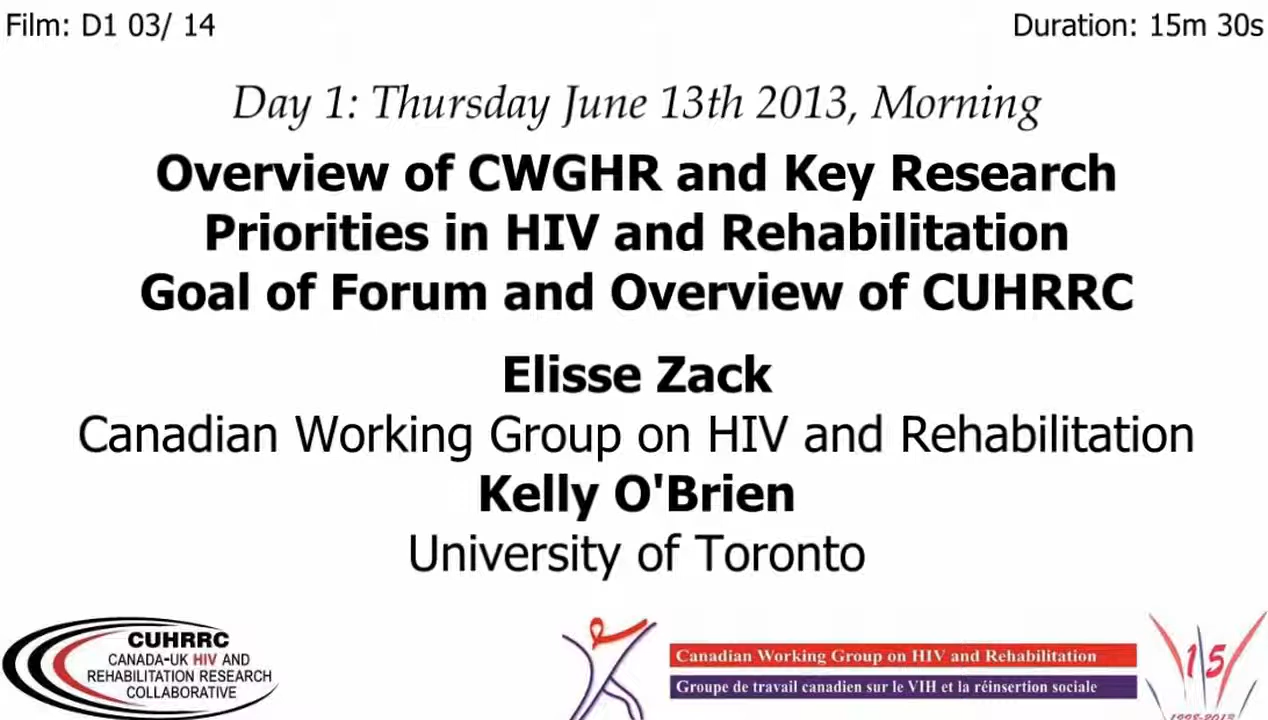 Film: D1 03/ 14
Duration: 15m 30s
Day 1: Thursday June 13th 2013, Morning
Overview of CWGHR and Key Research
Priorities in HIV and Rehabilitation
Goal of Forum and Overview of CUHRRC
Elisse Zack
Canadian Working Group on HIV and Rehabilitation
Kelly O'Brien
University of Toronto
CUHRRC
CANADA-UK HIV AND
REHABILITATION RESEARCH
COLLABORATIVE
Canadian Working Group on HIV and Rehabilitation
Groupe de travail canadien sur le VIH et la réinsertion sociale
15
1998-2013